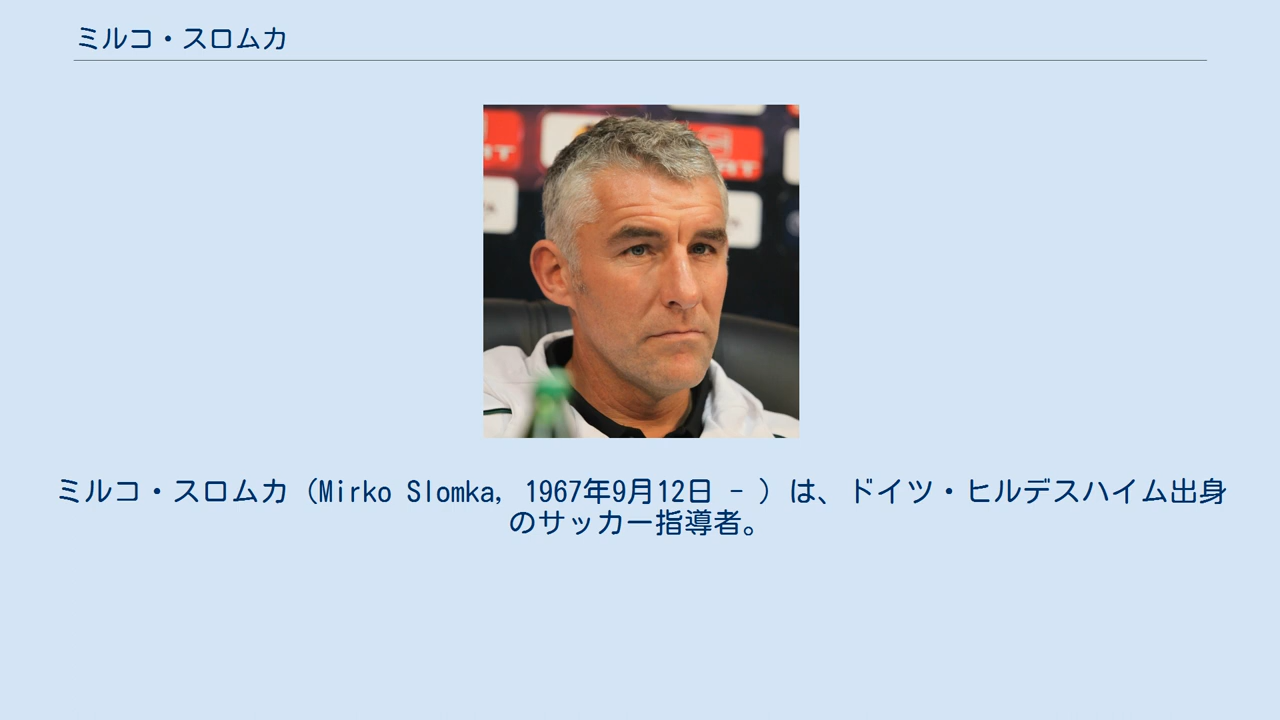 ミルコ・スロムカ
ミルコ・スロムカ（Mirko Slomka, 1967年9月12日 - ）は、ドイツ・ヒルデスハイム出身
のサッカー指導者。